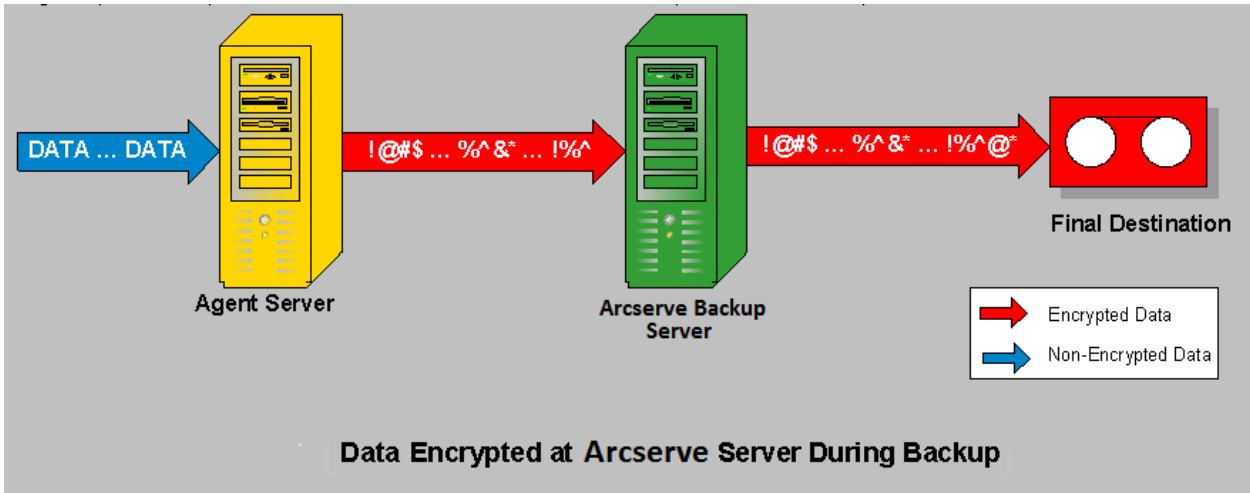 DATA ... DATA
!@#$ ... %^&* ... !%^
!@#$ ... %^&* ... !%^@*
Final Destination
Agent Server
Arcserve Backup
Server
Encrypted Data
Non-Encrypted Data
Data Encrypted at Arcserve Server During Backup